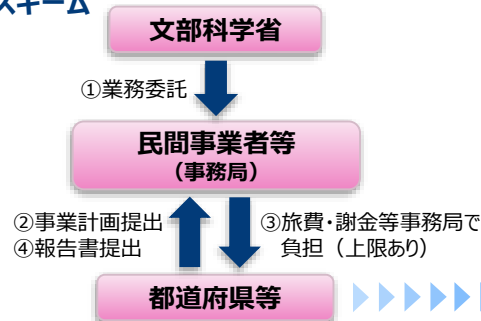 スキーム
文部科学省
①業務委託
民間事業者等
（事務局）
②事業計画提出
④報告書提出
③旅費・謝金等事務局で
負担（上限あり）
都道府県等